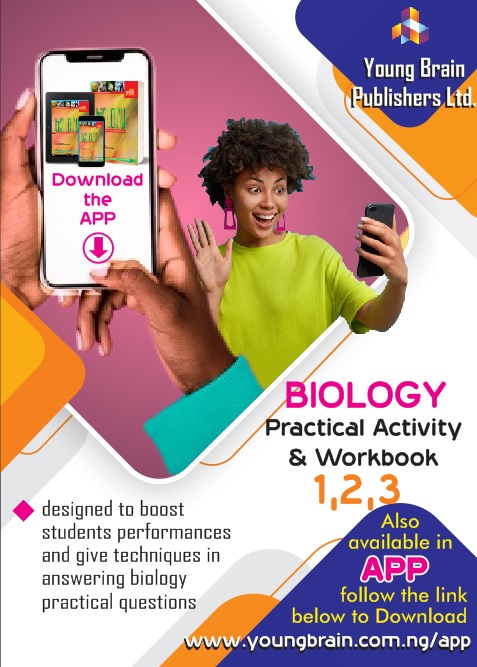 Young Brain
Publishers Ltd.
Download
the
APP
BIOLOGY
Practical Activity
& Workbook
1,2,3
designed to boost
students performances
and give techniques in
answering biology
practical questions
Also
available in
APP
follow the link
below to Download
www.youngbrain.com.ng/app